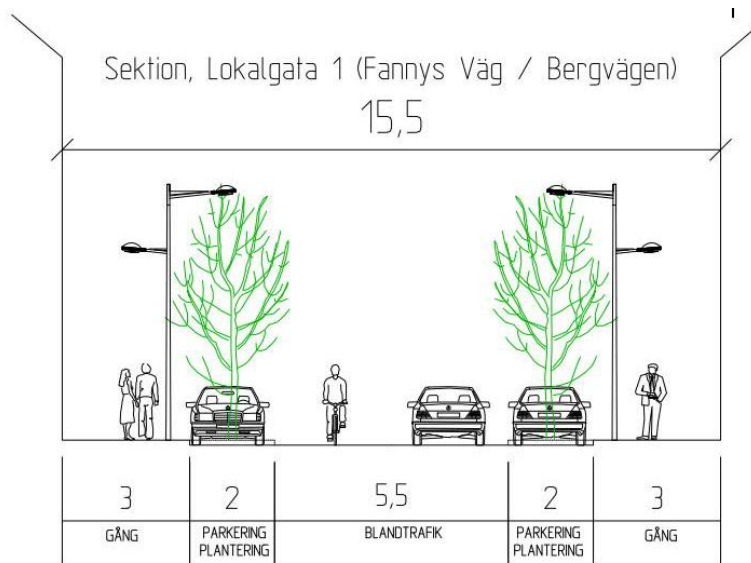 Sektion, Lokalgata 1 (Fannys Väg / Bergvägen)
15,5
3 2 5,5 2 3
GÅNG PARKERING PLANTERING BLANDTRAFIK PARKERING PLANTERING GÅNG